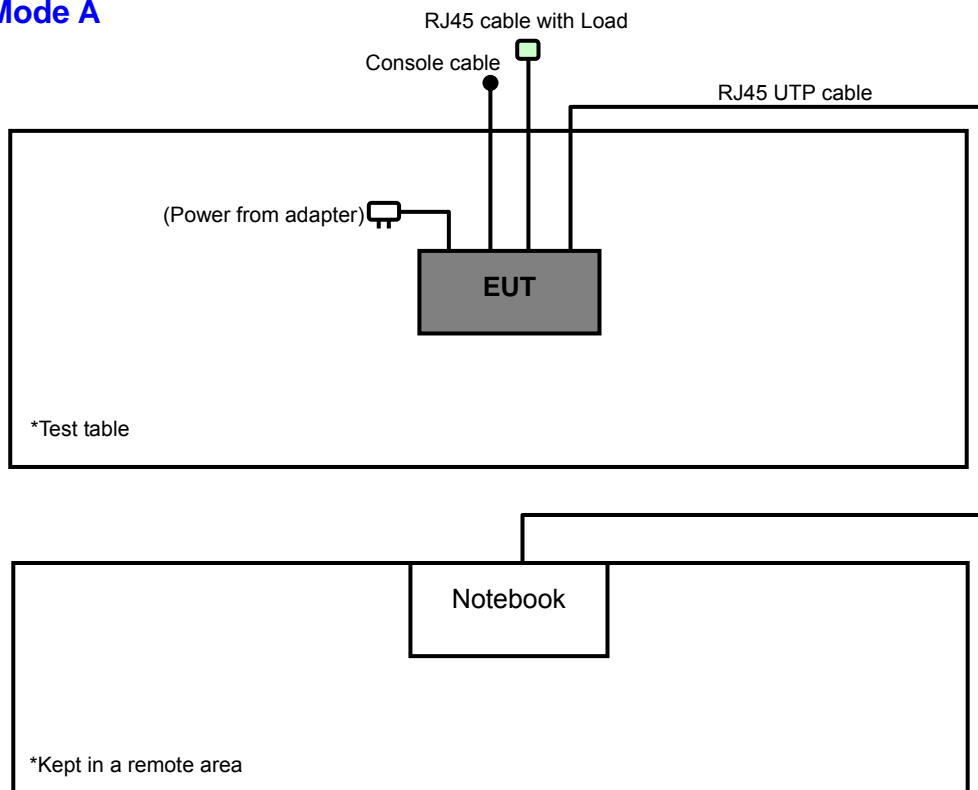 Mode A
RJ45 cable with Load
Console cable
RJ45 UTP cable
(Power from adapter)
EUT
*Test table
Notebook
*Kept in a remote area